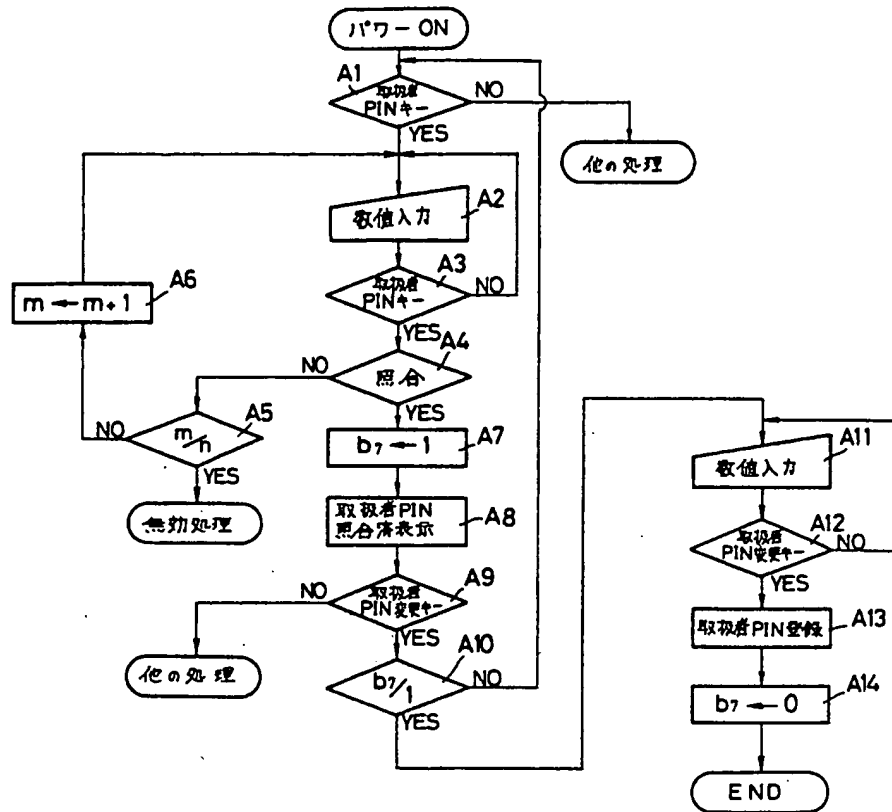 パワーON
A1
取扱者
PINキー
NO
YES
他の処理
A2
数値入力
A3
取扱者
PINキー
NO
YES
A6
m ← m+1
A4
照合
NO
YES
A5
m/n
NO
YES
無効処理
A7
b7 ← 1
A8
取扱者PIN
照合済表示
A9
取扱者
PIN変更キー
NO
YES
他の処理
A10
b7/1
NO
YES
A11
数値入力
A12
取扱者
PIN変更キー
NO
YES
A13
取扱者PIN登録
A14
b7 ← 0
END